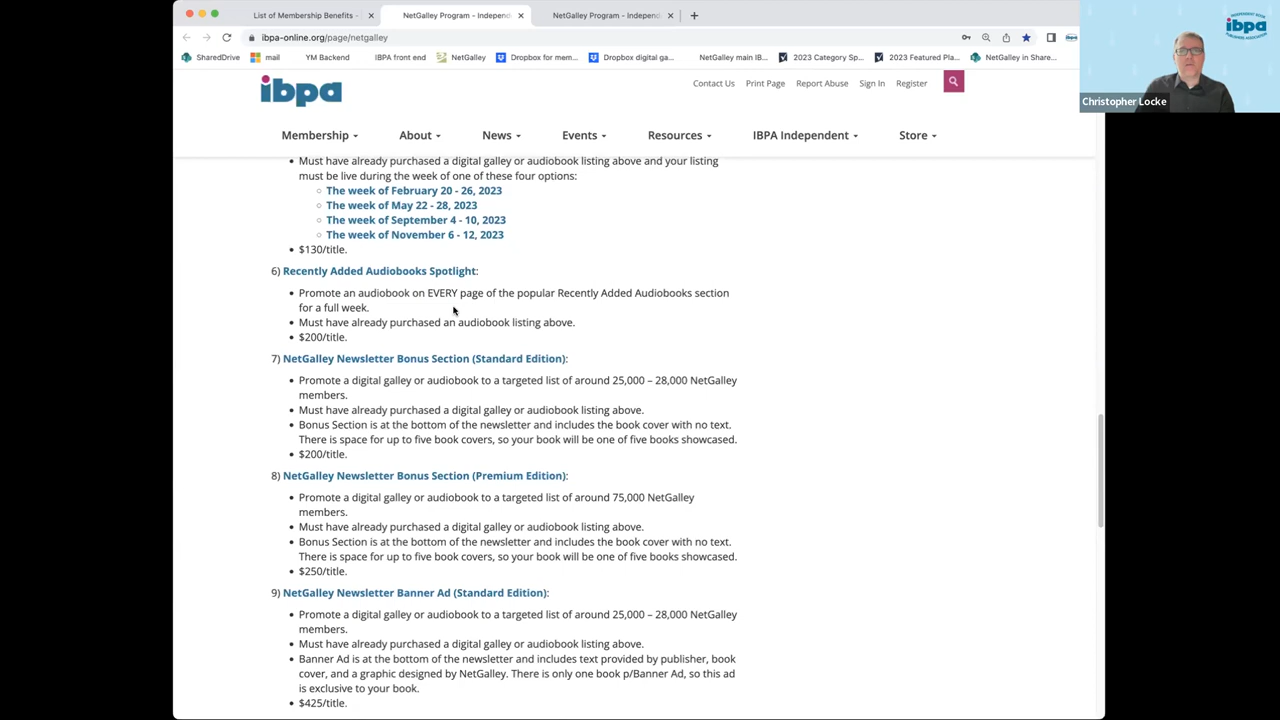 List of Membership Benefits -
NetGalley Program - Independ
NetGalley Program - Independ
ibpa-online.org/page/netgalley
SharedDrive
mail
YM Backend
IBPA front end
NetGalley
Dropbox for mem...
Dropbox digital ga...
NetGalley main IB...
2023 Category Sp...
2023 Featured Pla...
NetGalley in Share...
ibpa
Christopher Locke
ibpa
Contact Us
Print Page
Report Abuse
Sign In
Register
Membership
About
News
Events
Resources
IBPA Independent
Store
Must have already purchased a digital galley or audiobook listing above and your listing
must be live during the week of one of these four options:
The week of February 20 - 26, 2023
The week of May 22 - 28, 2023
The week of September 4 - 10, 2023
The week of November 6 - 12, 2023
$130/title.
6) Recently Added Audiobooks Spotlight:
Promote an audiobook on EVERY page of the popular Recently Added Audiobooks section
for a full week.
Must have already purchased an audiobook listing above.
$200/title.
7) NetGalley Newsletter Bonus Section (Standard Edition):
Promote a digital galley or audiobook to a targeted list of around 25,000 – 28,000 NetGalley
members.
Must have already purchased a digital galley or audiobook listing above.
Bonus Section is at the bottom of the newsletter and includes the book cover with no text.
There is space for up to five book covers, so your book will be one of five books showcased.
$200/title.
8) NetGalley Newsletter Bonus Section (Premium Edition):
Promote a digital galley or audiobook to a targeted list of around 75,000 NetGalley
members.
Must have already purchased a digital galley or audiobook listing above.
Bonus Section is at the bottom of the newsletter and includes the book cover with no text.
There is space for up to five book covers, so your book will be one of five books showcased.
$250/title.
9) NetGalley Newsletter Banner Ad (Standard Edition):
Promote a digital galley or audiobook to a targeted list of around 25,000 – 28,000 NetGalley
members.
Must have already purchased a digital galley or audiobook listing above.
Banner Ad is at the bottom of the newsletter and includes text provided by publisher, book
cover, and a graphic designed by NetGalley. There is only one book p/Banner Ad, so this ad
is exclusive to your book.
$425/title.